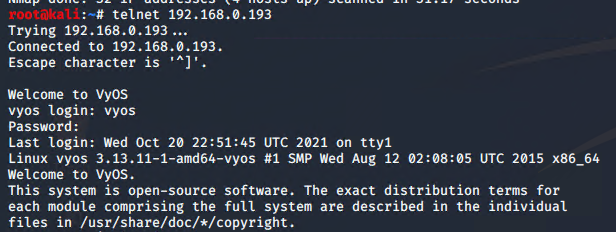 Nmap done: 32 IP addresses (4 hosts up) scanned in 31.17 seconds
root@kali:~# telnet 192.168.0.193
Trying 192.168.0.193...
Connected to 192.168.0.193.
Escape character is '^]'.
Welcome to VyOS
vyos login: vyos
Password:
Last login: Wed Oct 20 22:51:45 UTC 2021 on tty1
Linux vyos 3.13.11-1-amd64-vyos #1 SMP Wed Aug 12 02:08:05 UTC 2015 x86_64
Welcome to VyOS.
This system is open-source software. The exact distribution terms for
each module comprising the full system are described in the individual
files in /usr/share/doc/*/copyright.